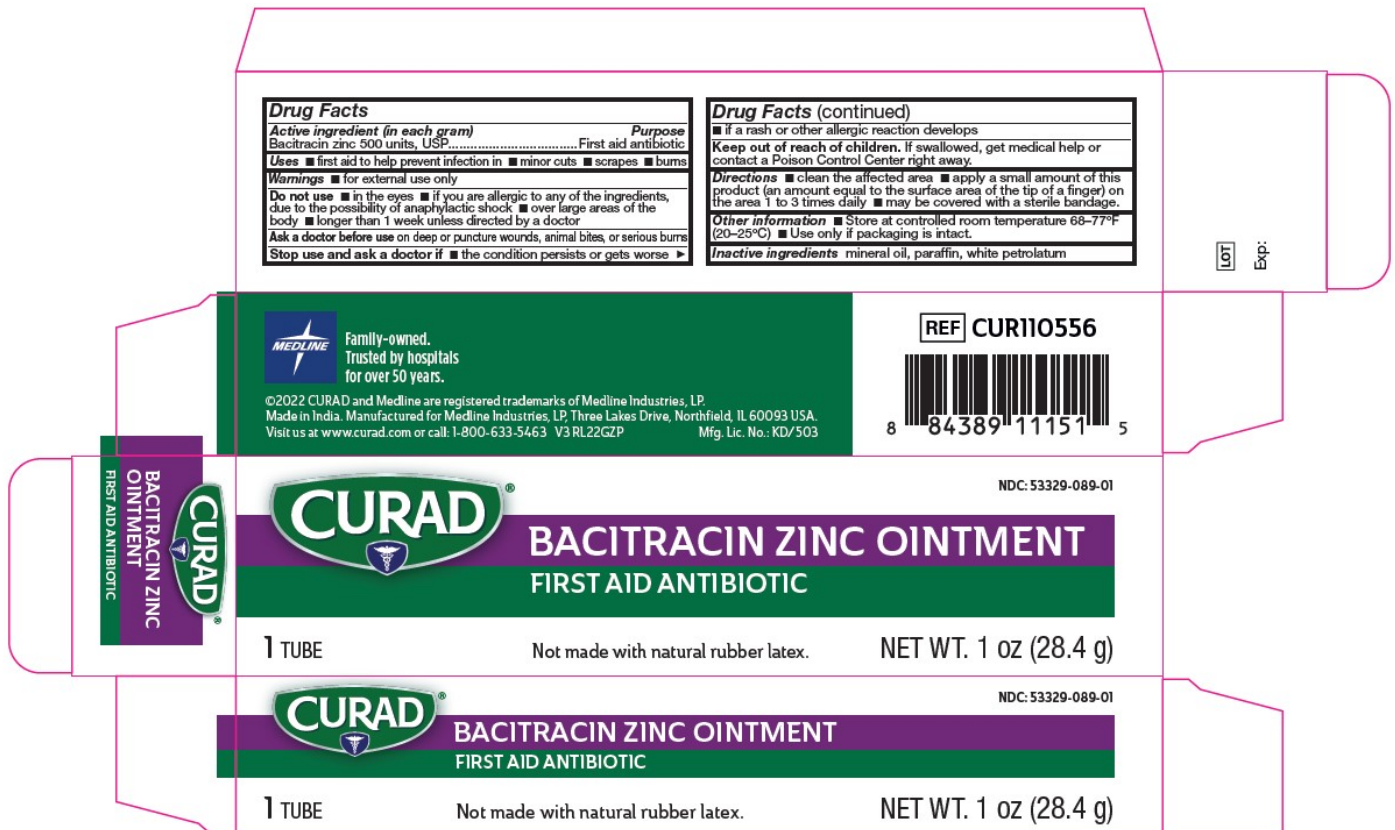 Drug Facts
Active ingredient (in each gram) Purpose
Bacitracin zinc 500 units, USP...................................First aid antibiotic
Uses ■ first aid to help prevent infection in ■ minor cuts ■ scrapes ■ burns
Warnings ■ for external use only
Do not use ■ in the eyes ■ if you are allergic to any of the ingredients,
due to the possibility of anaphylactic shock ■ over large areas of the
body ■ longer than 1 week unless directed by a doctor
Ask a doctor before use on deep or puncture wounds, animal bites, or serious burns
Stop use and ask a doctor if ■ the condition persists or gets worse ►
Drug Facts (continued)
■ if a rash or other allergic reaction develops
Keep out of reach of children. If swallowed, get medical help or
contact a Poison Control Center right away.
Directions ■ clean the affected area ■ apply a small amount of this
product (an amount equal to the surface area of the tip of a finger) on
the area 1 to 3 times daily ■ may be covered with a sterile bandage.
Other information ■ Store at controlled room temperature 68–77°F
(20–25°C) ■ Use only if packaging is intact.
Inactive ingredients mineral oil, paraffin, white petrolatum
LOT
Exp:
MEDLINE
Family-owned.
Trusted by hospitals
for over 50 years.
©2022 CURAD and Medline are registered trademarks of Medline Industries, LP.
Made in India. Manufactured for Medline Industries, LP, Three Lakes Drive, Northfield, IL 60093 USA.
Visit us at www.curad.com or call: 1-800-633-5463 V3 RL22GZP Mfg. Lic. No.: KD/503
REF CUR110556
8 84389 11151 5
CURAD®
BACITRACIN ZINC
OINTMENT
FIRST AID ANTIBIOTIC
NDC: 53329-089-01
CURAD®
BACITRACIN ZINC OINTMENT
FIRST AID ANTIBIOTIC
1 TUBE Not made with natural rubber latex. NET WT. 1 oz (28.4 g)
NDC: 53329-089-01
CURAD®
BACITRACIN ZINC OINTMENT
FIRST AID ANTIBIOTIC
1 TUBE Not made with natural rubber latex. NET WT. 1 oz (28.4 g)